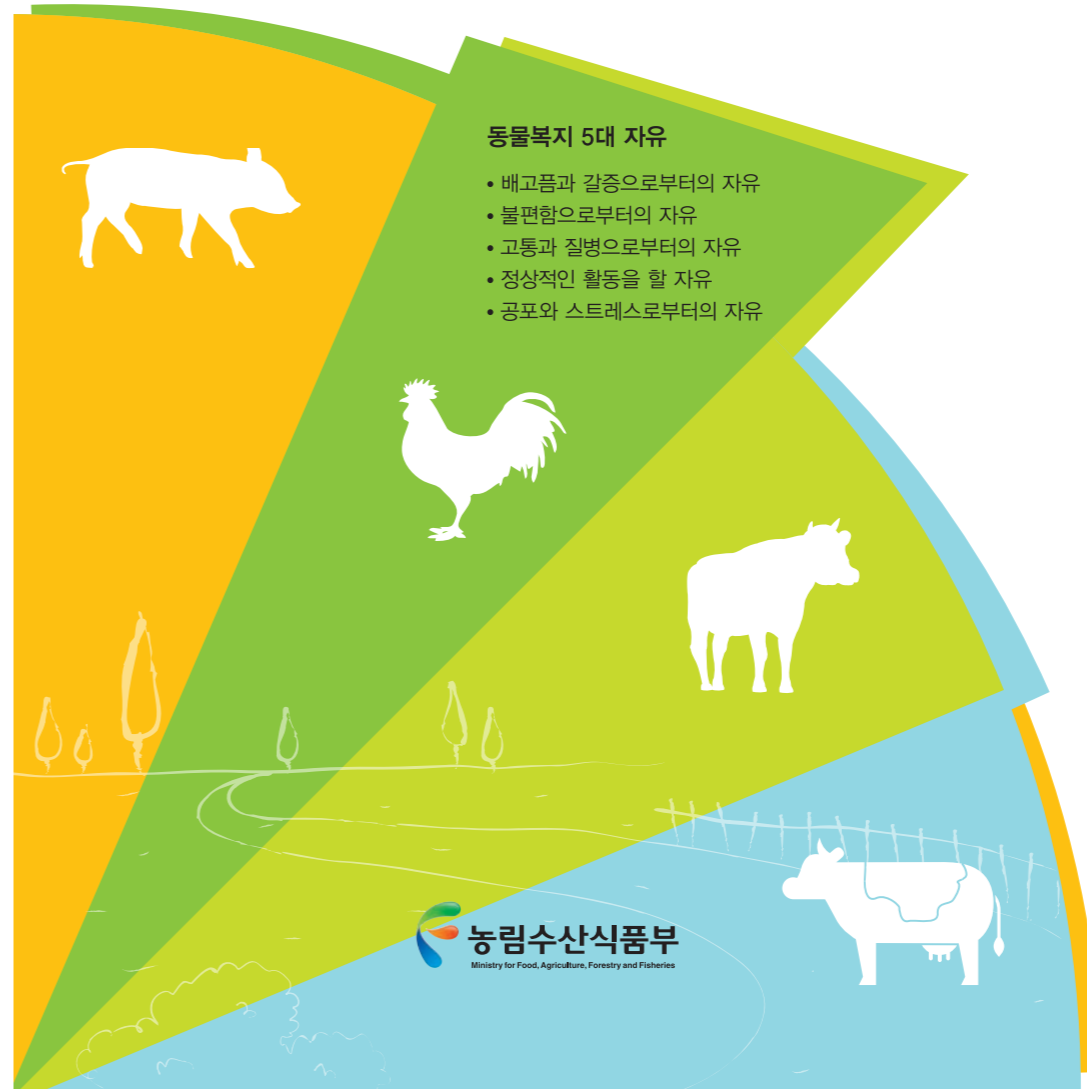 동물복지 5대 자유
• 배고픔과 갈증으로부터의 자유
• 불편함으로부터의 자유
• 고통과 질병으로부터의 자유
• 정상적인 활동을 할 자유
• 공포와 스트레스로부터의 자유
농림수산식품부
Ministry for Food, Agriculture, Forestry and Fisheries